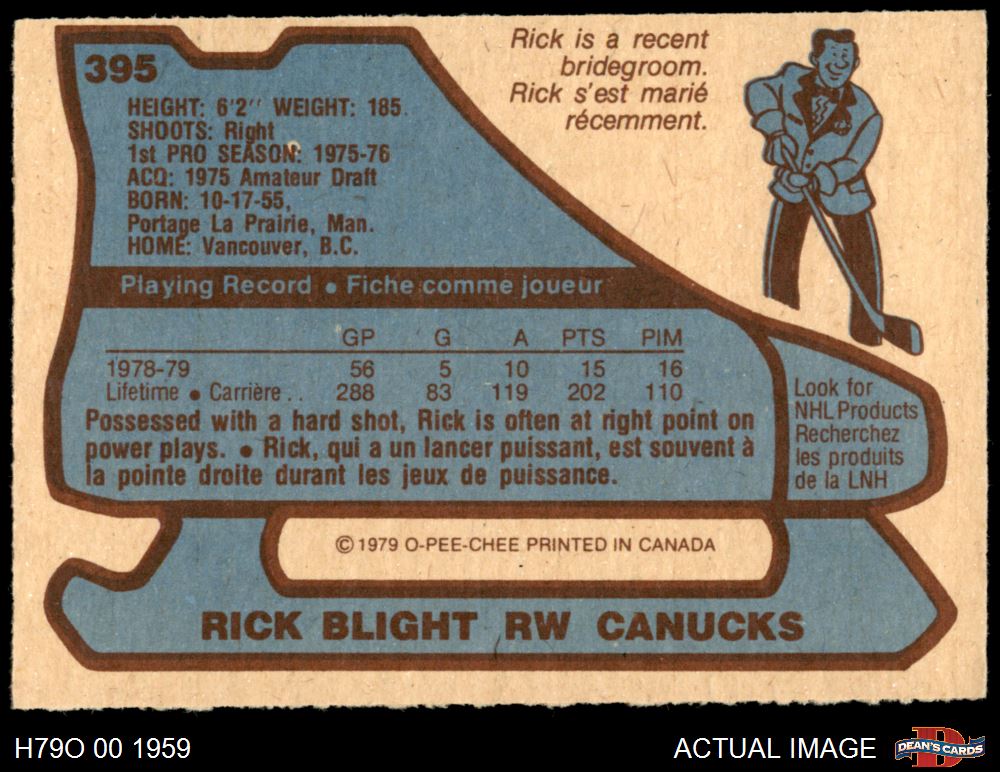 395
Rick is a recent
bridegroom.
Rick s'est marié
récemment.
HEIGHT: 6'2'' WEIGHT: 185
SHOOTS: Right
1st PRO SEASON: 1975-76
ACQ: 1975 Amateur Draft
BORN: 10-17-55,
Portage La Prairie, Man.
HOME: Vancouver, B.C.
Playing Record • Fiche comme joueur
GP G A PTS PIM
1978-79 56 5 10 15 16
Lifetime • Carrière . . 288 83 119 202 110
Possessed with a hard shot, Rick is often at right point on
power plays. • Rick, qui a un lancer puissant, est souvent à
la pointe droite durant les jeux de puissance.
Look for
NHL Products
Recherchez
les produits
de la LNH
© 1979 O-PEE-CHEE PRINTED IN CANADA
RICK BLIGHT RW CANUCKS
H79O 00 1959
ACTUAL IMAGE
D
DEAN'S CARDS